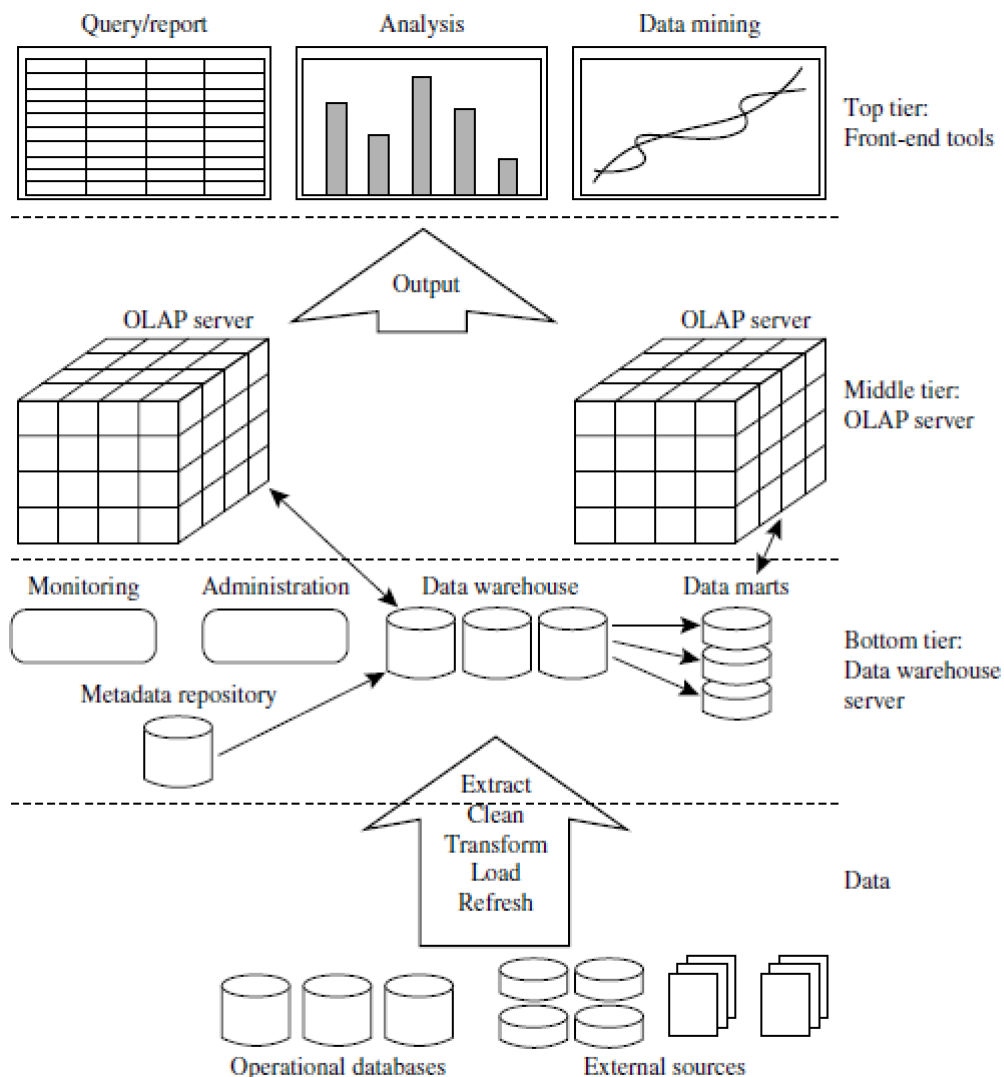 Query/report
Analysis
Data mining
Top tier:
Front-end tools
Output
OLAP server
OLAP server
Middle tier:
OLAP server
Monitoring
Administration
Data warehouse
Data marts
Bottom tier:
Data warehouse
server
Metadata repository
Extract
Clean
Transform
Load
Refresh
Data
Operational databases
External sources